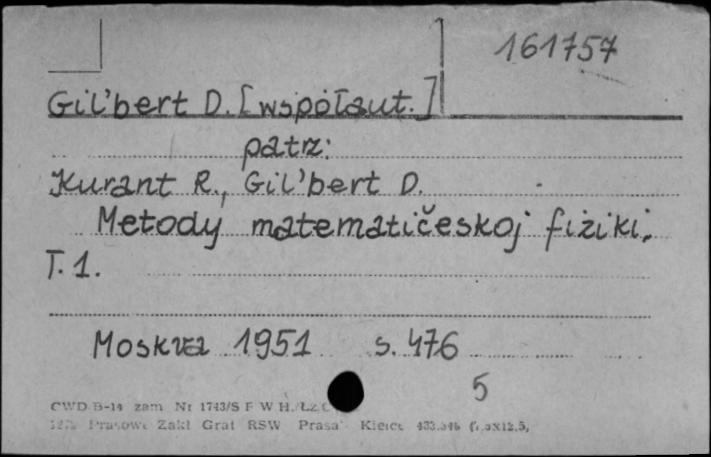 161757
Gil'bert D. [współaut.]
patrz:
Kurant R., Gil'bert D.
Metody matematičeskoj fiziki.
T. 1.
Moskva 1951 s. 476
5
CWD B-14 zam Nr 1743/S F W H.
Prasowe Zakł Graf RSW Prasa Kielce